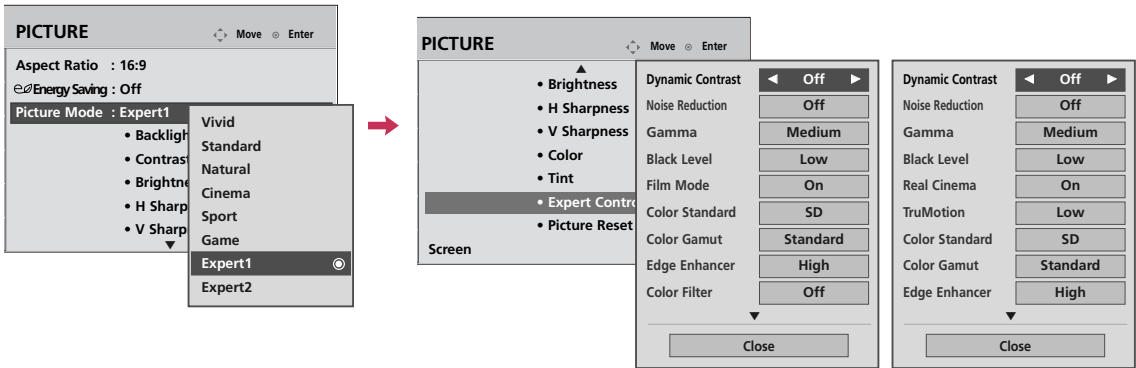 PICTURE
Move Enter
Aspect Ratio : 16:9
Energy Saving : Off
Picture Mode : Expert1
• Backligh
• Contras
• Brightne
• H Sharp
• V Sharp
Vivid
Standard
Natural
Cinema
Sport
Game
Expert1
Expert2
PICTURE
Move Enter
• Brightness
• H Sharpness
• V Sharpness
• Color
• Tint
• Expert Contro
• Picture Reset
Screen
Dynamic Contrast Off
Noise Reduction Off
Gamma Medium
Black Level Low
Film Mode On
Color Standard SD
Color Gamut Standard
Edge Enhancer High
Color Filter Off
Close
Dynamic Contrast Off
Noise Reduction Off
Gamma Medium
Black Level Low
Real Cinema On
TruMotion Low
Color Standard SD
Color Gamut Standard
Edge Enhancer High
Close